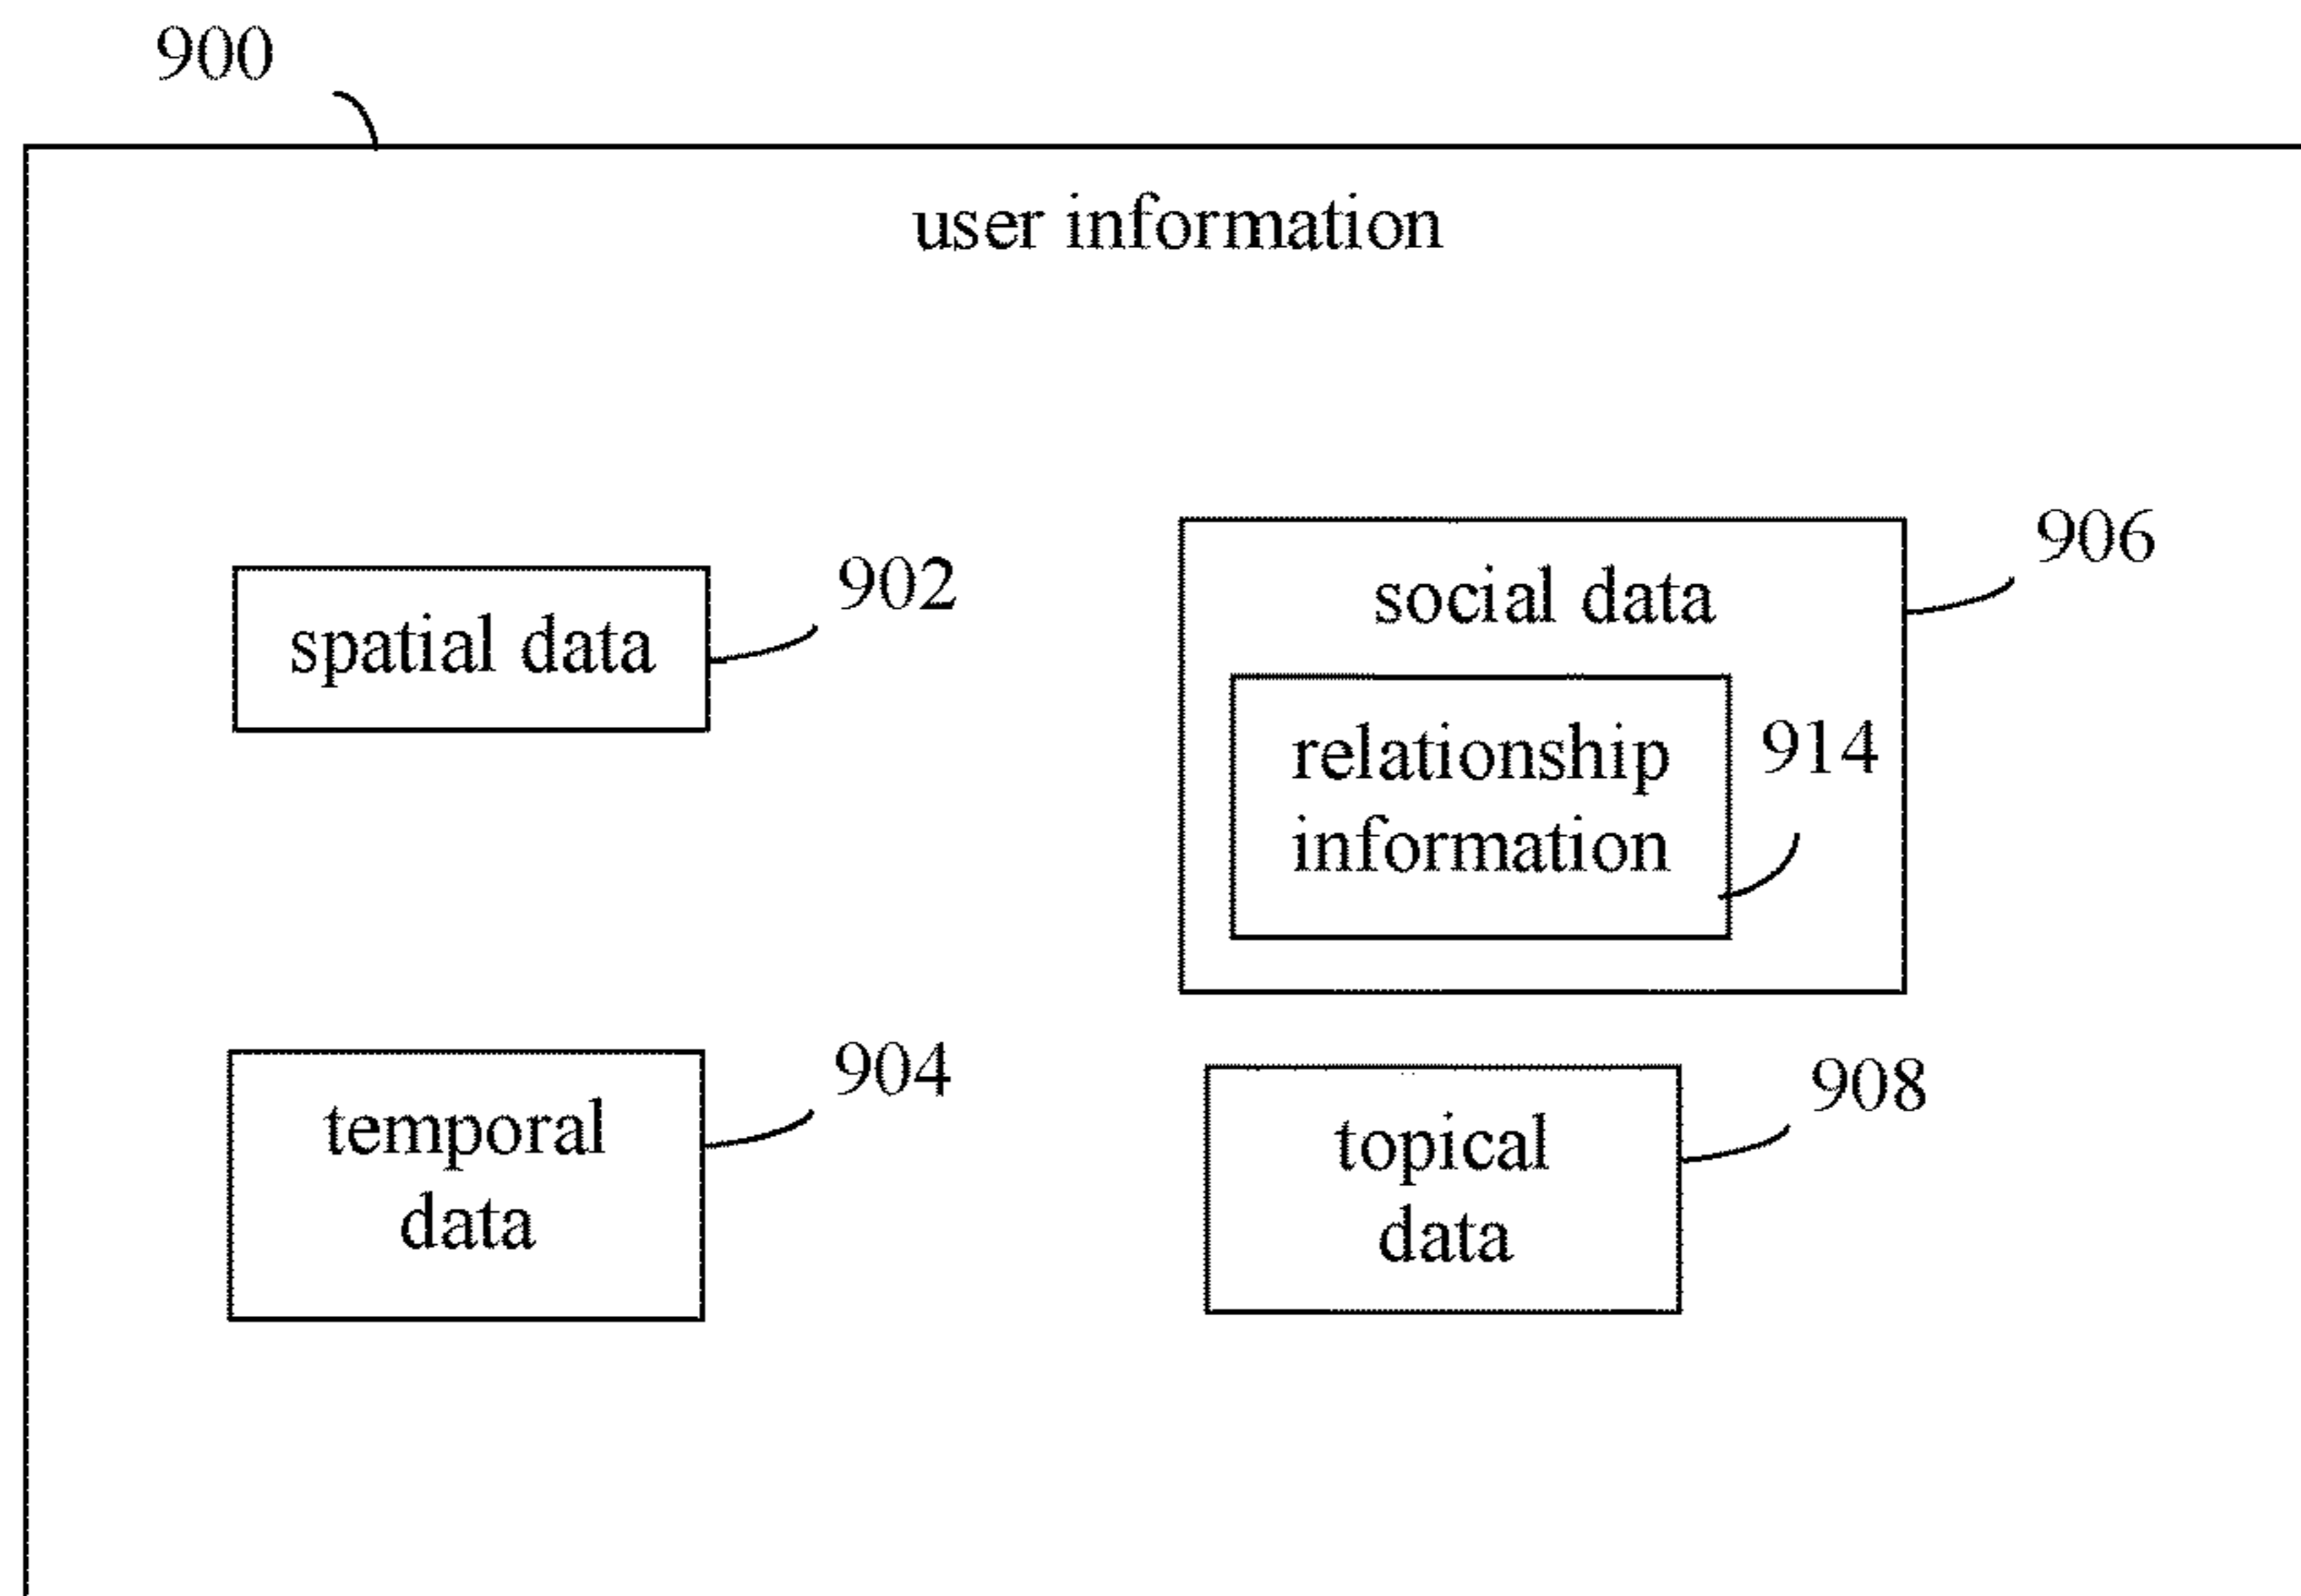 900
user information
906
social data
902
spatial data
914
relationship
information
904
temporal
data
908
topical
data